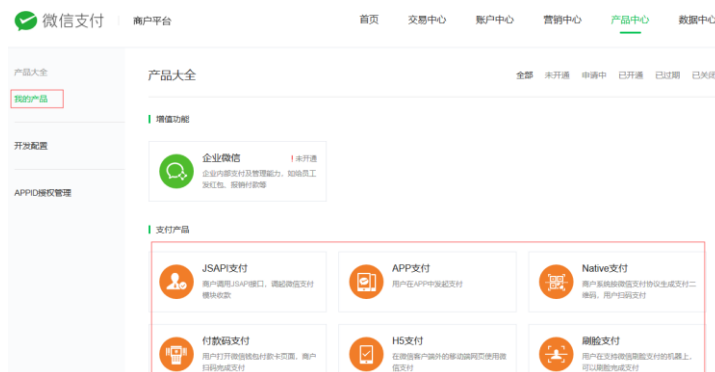 微信支付 商户平台 首页 交易中心 账户中心 营销中心 产品中心 数据中心
产品大全
我的产品
开发配置
APPID授权管理
产品大全 全部 未开通 申请中 已开通 已过期 已关闭
增值功能
企业微信 ! 未开通
企业内部支付及管理能力，如给员工
发红包、报销付款等
支付产品
JSAPI支付
商户调用JSAPI接口，调起微信支付
模块收款
APP支付
用户在APP中发起支付
Native支付
商户系统按微信支付协议生成支付二
维码，用户扫码支付
付款码支付
用户打开微信钱包付款卡页面，商户
扫码完成支付
H5支付
在微信客户端外的移动端网页使用微
信支付
刷脸支付
用户在支持微信刷脸支付的机器上，
可以刷脸完成支付